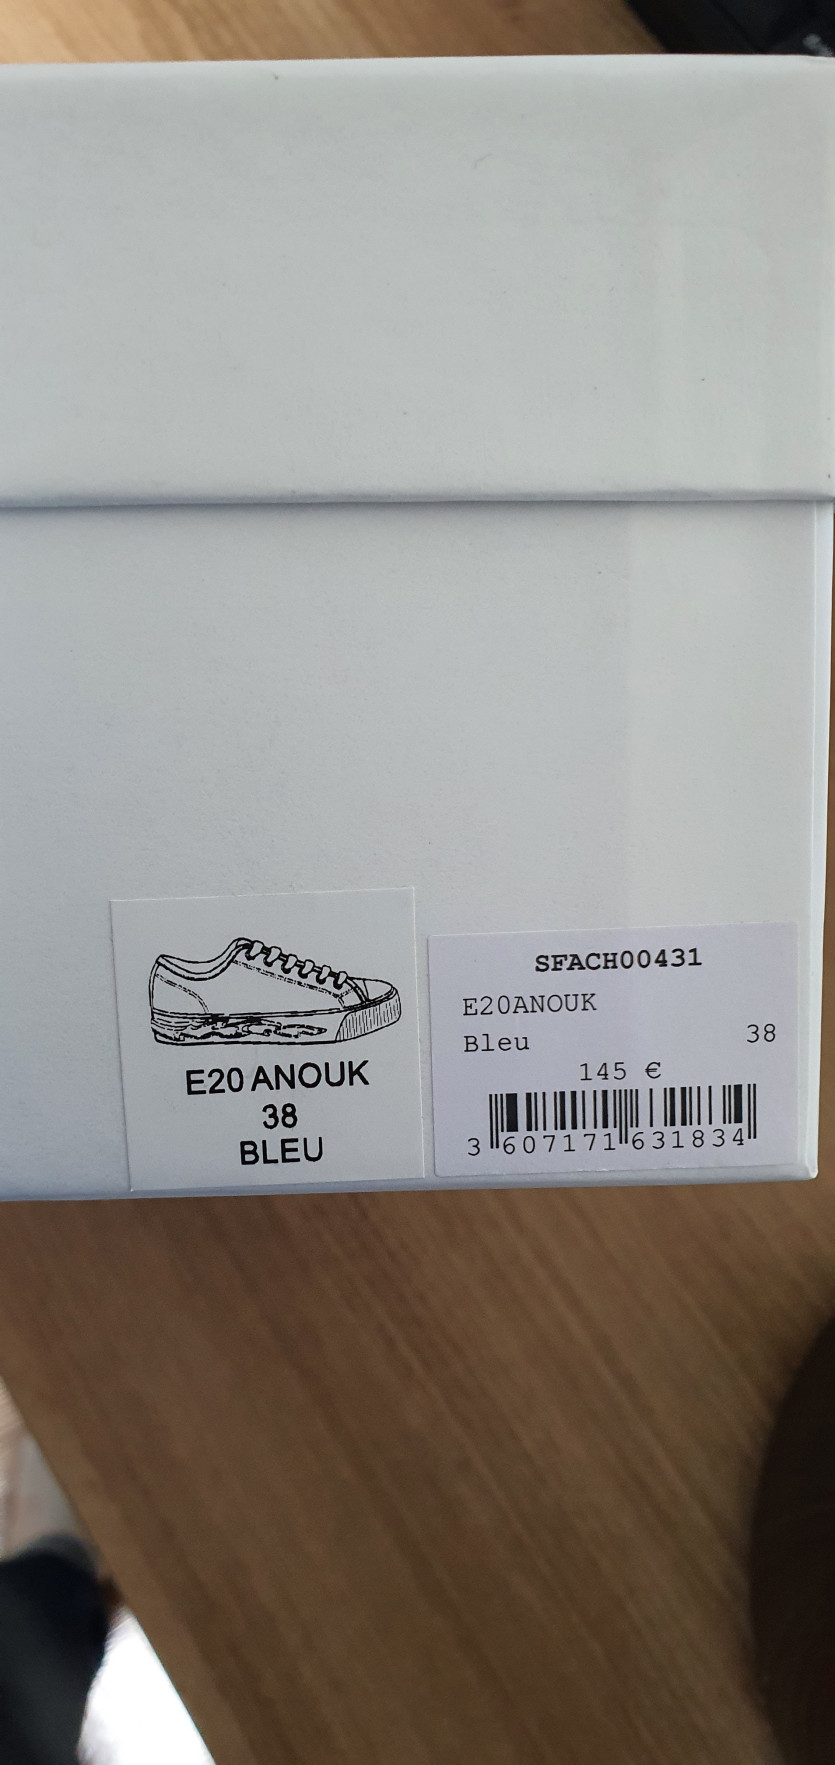 E20 ANOUK
38
BLEU
SFACH00431
E20ANOUK
Bleu 38
145 €
3 607171 631834